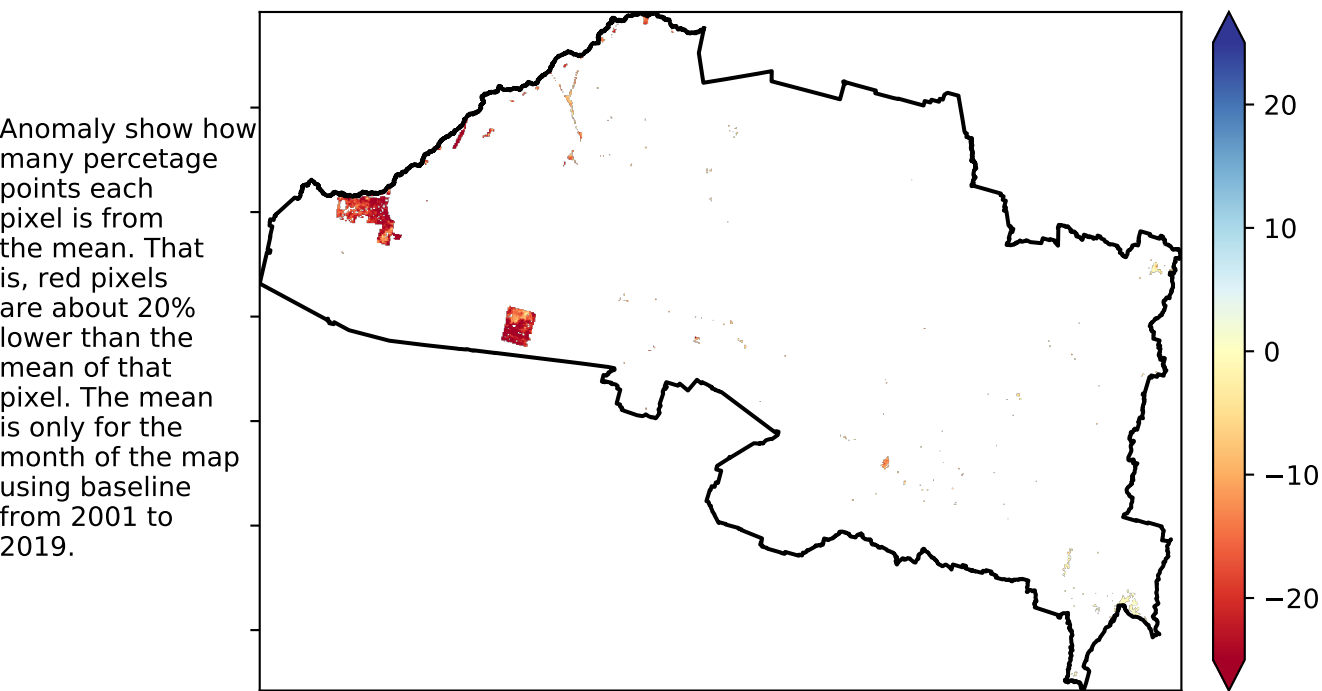 Anomaly show how
many percetage
points each
pixel is from
the mean. That
is, red pixels
are about 20%
lower than the
mean of that
pixel. The mean
is only for the
month of the map
using baseline
from 2001 to
2019.
20
10
0
−10
−20